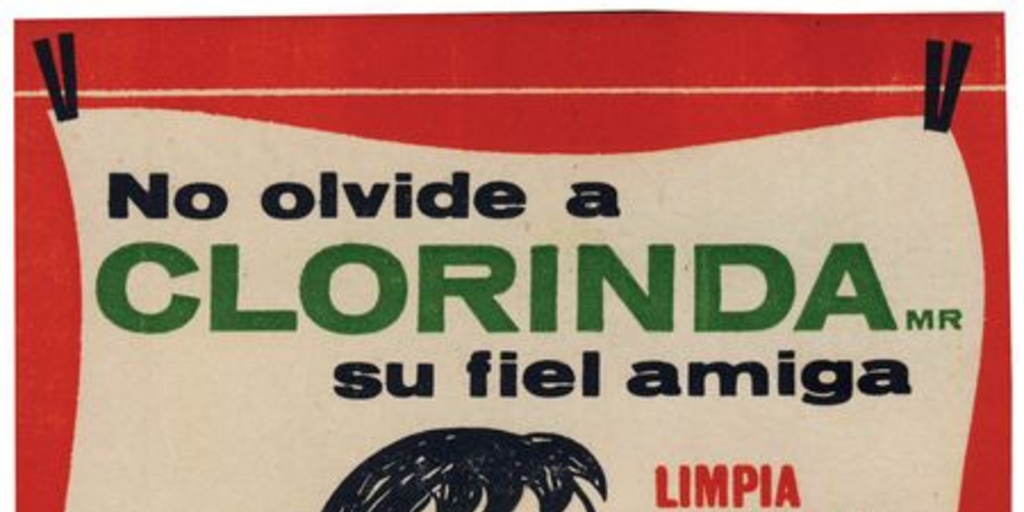 No olvide a
CLORINDA MR
su fiel amiga
LIMPIA